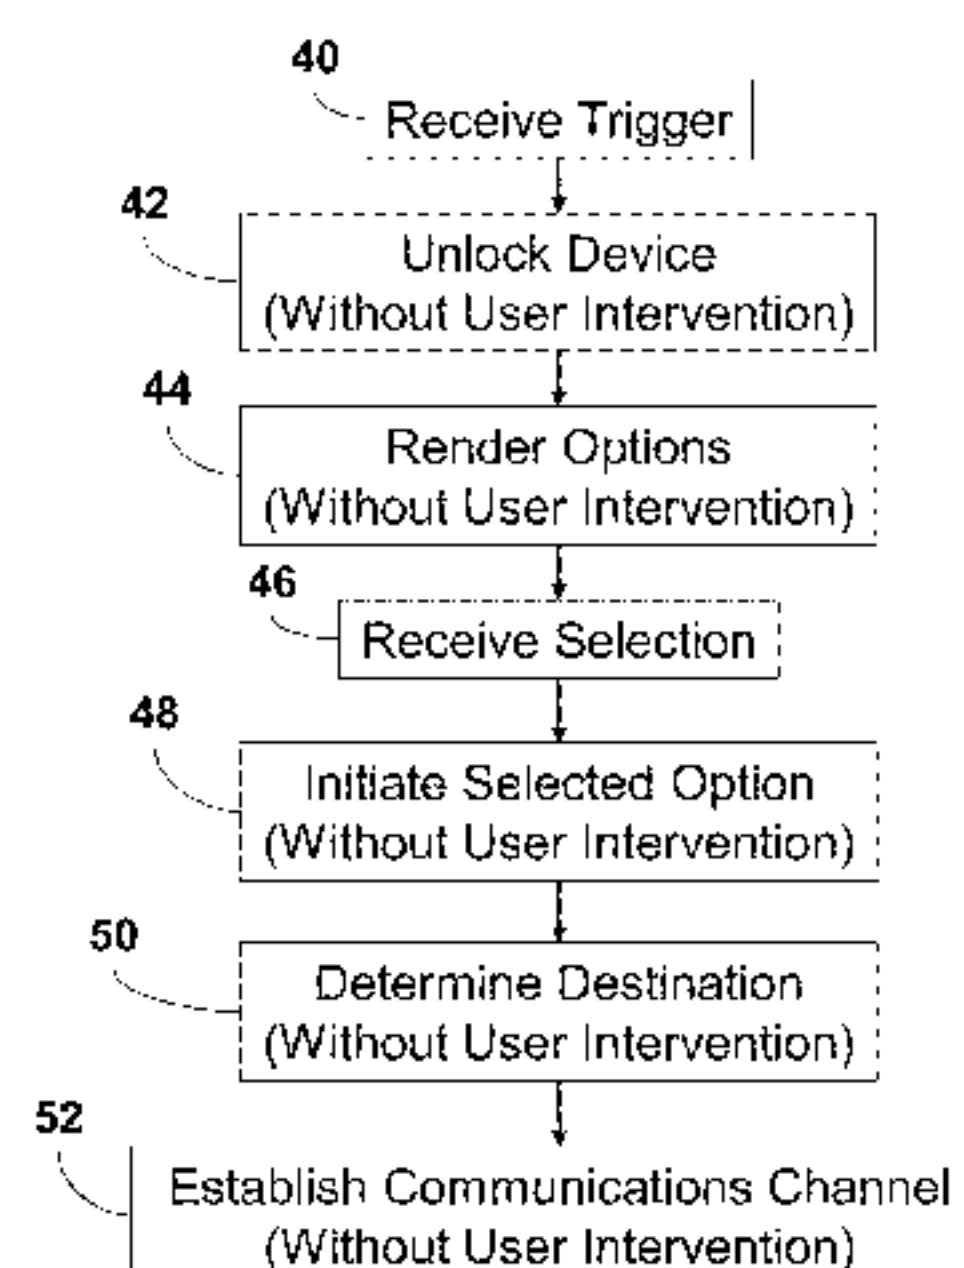 40
Receive Trigger
42
Unlock Device
(Without User Intervention)
44
Render Options
(Without User Intervention)
46
Receive Selection
48
Initiate Selected Option
(Without User Intervention)
50
Determine Destination
(Without User Intervention)
52
Establish Communications Channel
(Without User Intervention)